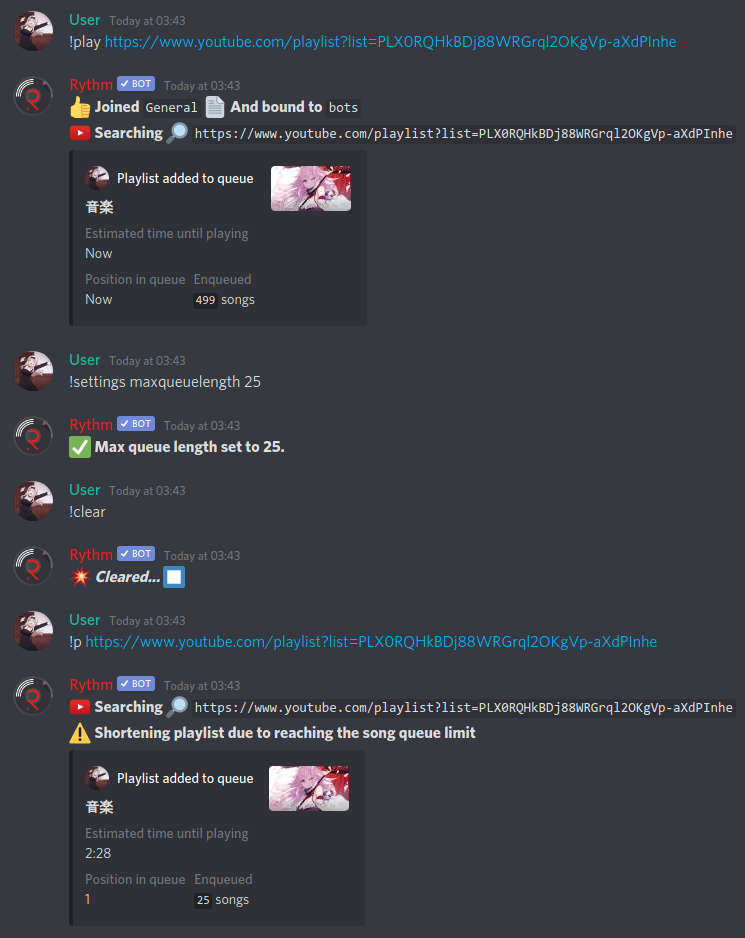 User Today at 03:43
!play https://www.youtube.com/playlist?list=PLX0RQHkBDj88WRGrql2OKgVp-aXdPInhe
Rythm ✓ BOT Today at 03:43
👍 Joined General 📄 And bound to bots
Searching 🔎 https://www.youtube.com/playlist?list=PLX0RQHkBDj88WRGrql2OKgVp-aXdPInhe
Playlist added to queue
音楽
Estimated time until playing
Now
Position in queue Enqueued
Now 499 songs
User Today at 03:43
!settings maxqueuelength 25
Rythm ✓ BOT Today at 03:43
✅ Max queue length set to 25.
User Today at 03:43
!clear
Rythm ✓ BOT Today at 03:43
💥 Cleared... ⏹
User Today at 03:43
!p https://www.youtube.com/playlist?list=PLX0RQHkBDj88WRGrql2OKgVp-aXdPInhe
Rythm ✓ BOT Today at 03:43
Searching 🔎 https://www.youtube.com/playlist?list=PLX0RQHkBDj88WRGrql2OKgVp-aXdPInhe
⚠️ Shortening playlist due to reaching the song queue limit
Playlist added to queue
音楽
Estimated time until playing
2:28
Position in queue Enqueued
1 25 songs